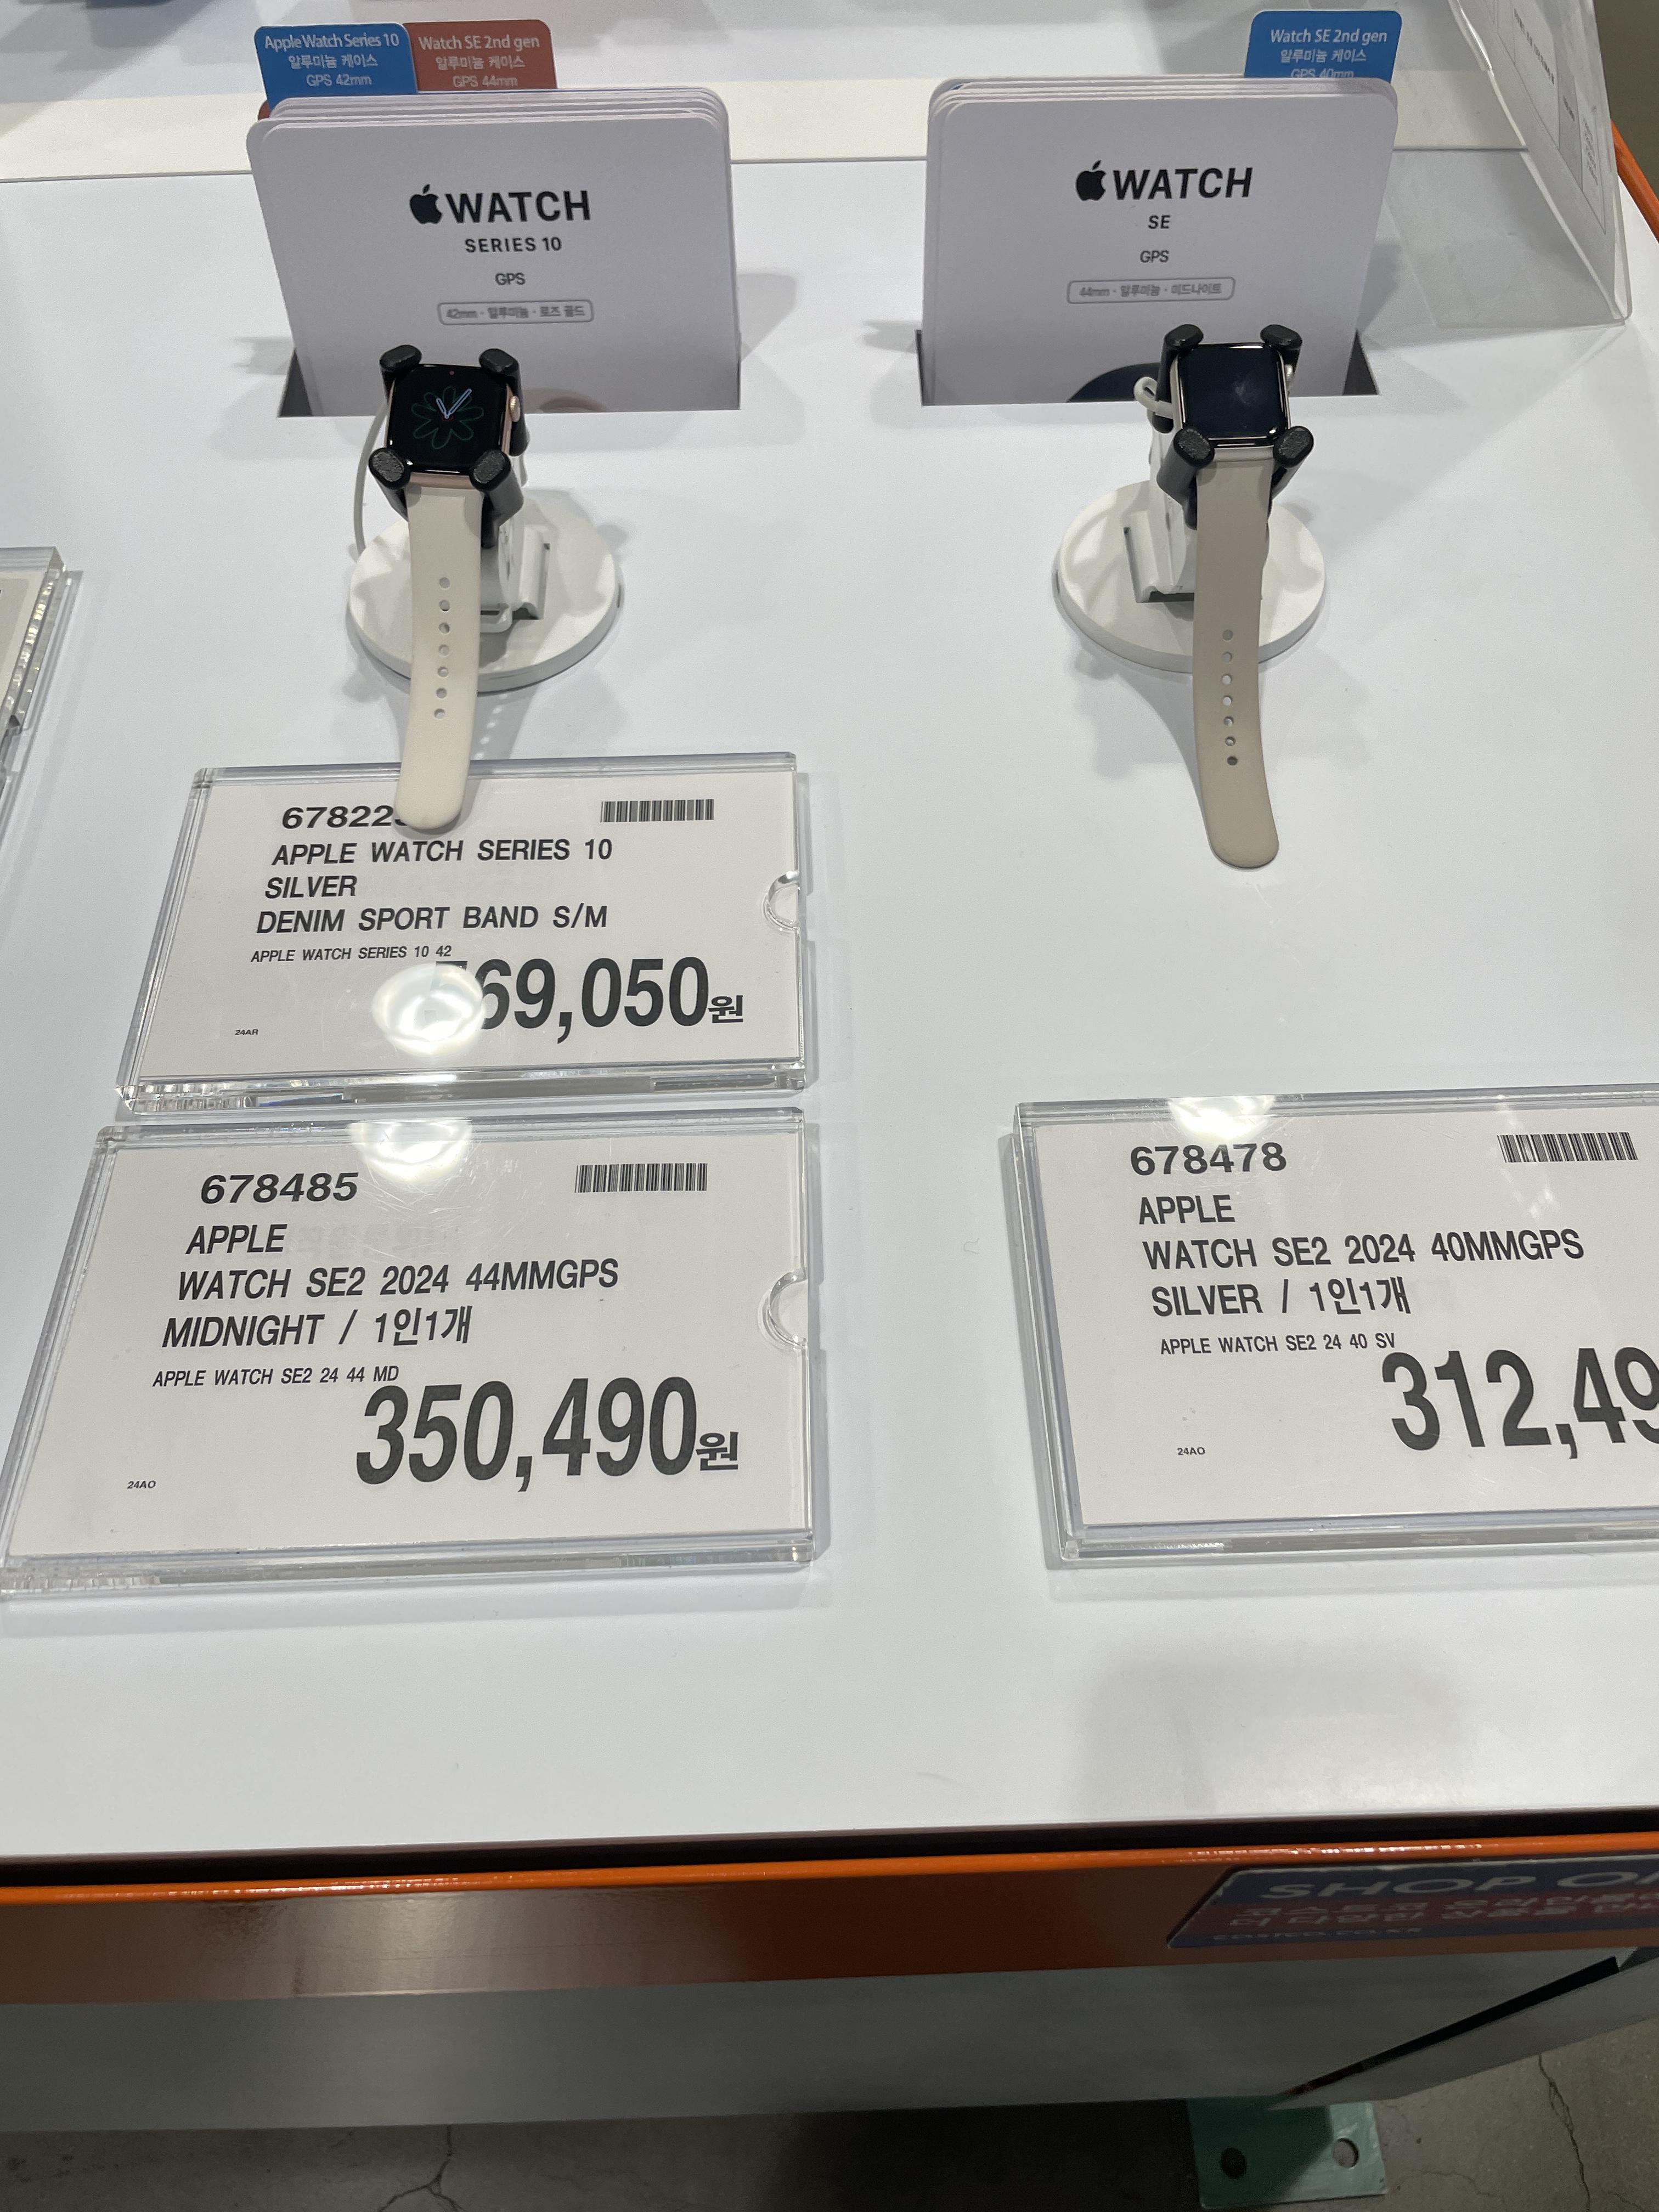 Apple Watch Series 10
알루미늄 케이스
GPS 42mm
Watch SE 2nd gen
알루미늄 케이스
GPS 44mm
Watch SE 2nd gen
알루미늄 케이스
GPS 40mm
WATCH
SERIES 10
GPS
42mm · 알루미늄 · 로즈 골드
WATCH
SE
GPS
44mm · 알루미늄 · 미드나이트
APPLE WATCH SERIES 10
SILVER
DENIM SPORT BAND S/M
APPLE WATCH SERIES 10 42
69,050원
24AR
678485
APPLE
WATCH SE2 2024 44MMGPS
MIDNIGHT / 1인1개
APPLE WATCH SE2 24 44 MD
350,490원
24AO
678478
APPLE
WATCH SE2 2024 40MMGPS
SILVER / 1인1개
APPLE WATCH SE2 24 40 SV
312,49
24AO
SHOP